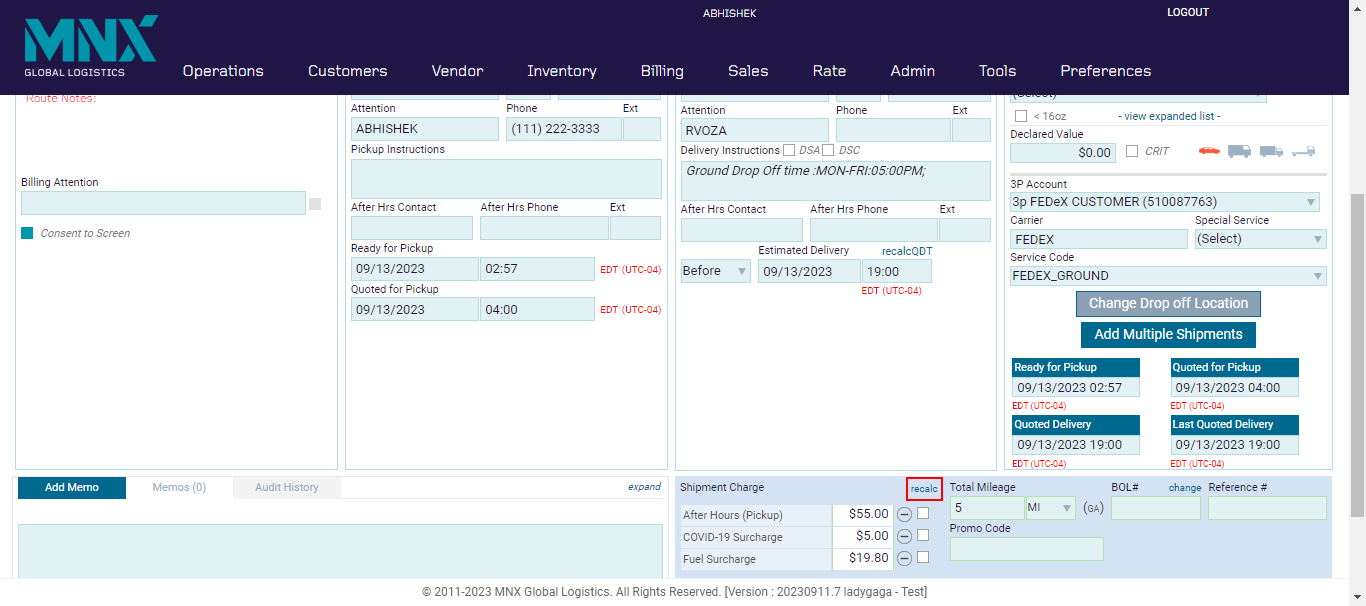 MNX
GLOBAL LOGISTICS
ABHISHEK
LOGOUT
Operations Customers Vendor Inventory Billing Sales Rate Admin Tools Preferences
Route Notes:
Billing Attention
Consent to Screen
Attention Phone Ext
ABHISHEK (111) 222-3333
Pickup Instructions
After Hrs Contact After Hrs Phone Ext
Ready for Pickup
09/13/2023 02:57 EDT (UTC-04)
Quoted for Pickup
09/13/2023 04:00 EDT (UTC-04)
Attention Phone Ext
RVOZA
Delivery Instructions DSA DSC
Ground Drop Off time :MON-FRI:05:00PM;
After Hrs Contact After Hrs Phone Ext
Estimated Delivery recalcQDT
Before 09/13/2023 19:00
EDT (UTC-04)
(Select)
< 16oz - view expanded list -
Declared Value
$0.00 CRIT
3P Account
3p FEDeX CUSTOMER (510087763)
Carrier Special Service
FEDEX (Select)
Service Code
FEDEX_GROUND
Change Drop off Location
Add Multiple Shipments
Ready for Pickup Quoted for Pickup
09/13/2023 02:57 09/13/2023 04:00
EDT (UTC-04) EDT (UTC-04)
Quoted Delivery Last Quoted Delivery
09/13/2023 19:00 09/13/2023 19:00
EDT (UTC-04) EDT (UTC-04)
Add Memo Memos (0) Audit History expand
Shipment Charge recalc
After Hours (Pickup) $55.00
COVID-19 Surcharge $5.00
Fuel Surcharge $19.80
Total Mileage BOL# change Reference #
5 MI (GA)
Promo Code
© 2011-2023 MNX Global Logistics. All Rights Reserved. [Version : 20230911.7 ladygaga - Test]